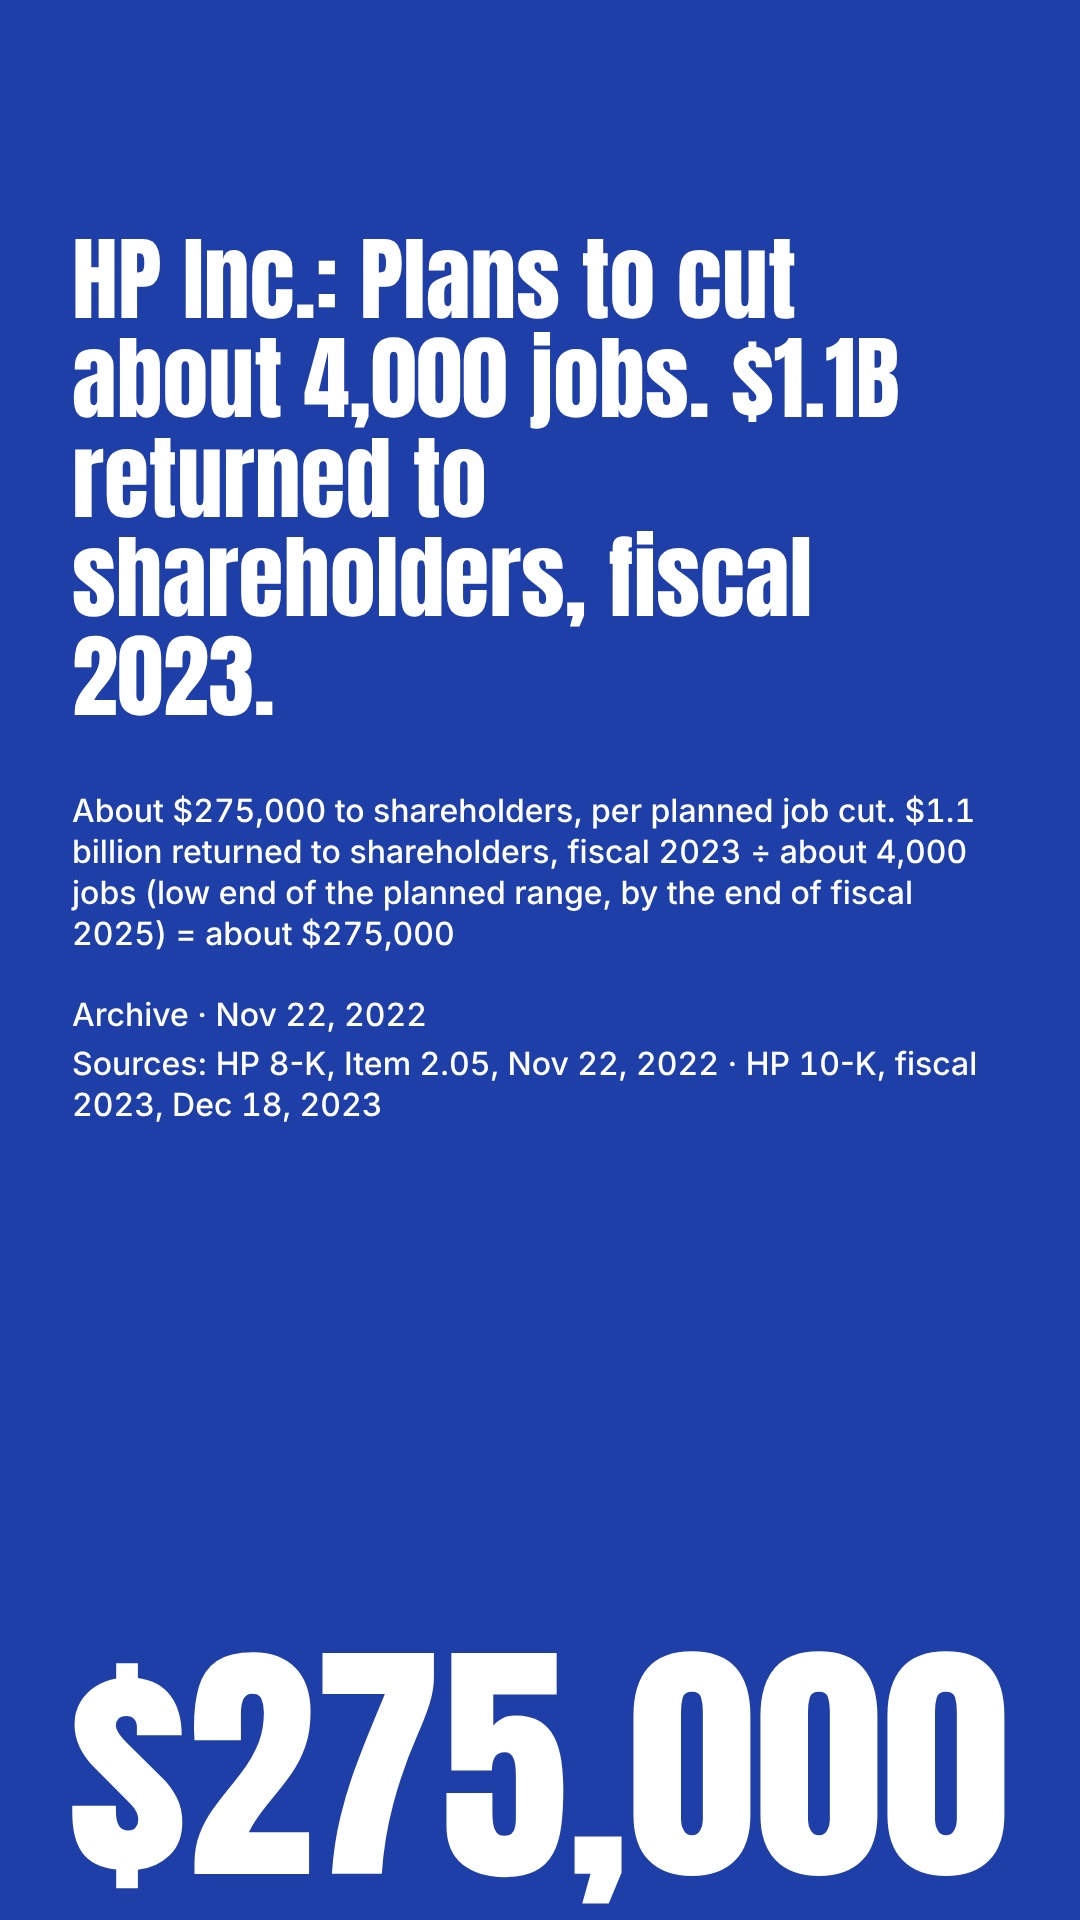 HP Inc.: Plans to cut
about 4,000 jobs. $1.1B
returned to
shareholders, fiscal
2023.
About $275,000 to shareholders, per planned job cut. $1.1
billion returned to shareholders, fiscal 2023 ÷ about 4,000
jobs (low end of the planned range, by the end of fiscal
2025) = about $275,000
Archive · Nov 22, 2022
Sources: HP 8-K, Item 2.05, Nov 22, 2022 · HP 10-K, fiscal
2023, Dec 18, 2023
$275,000